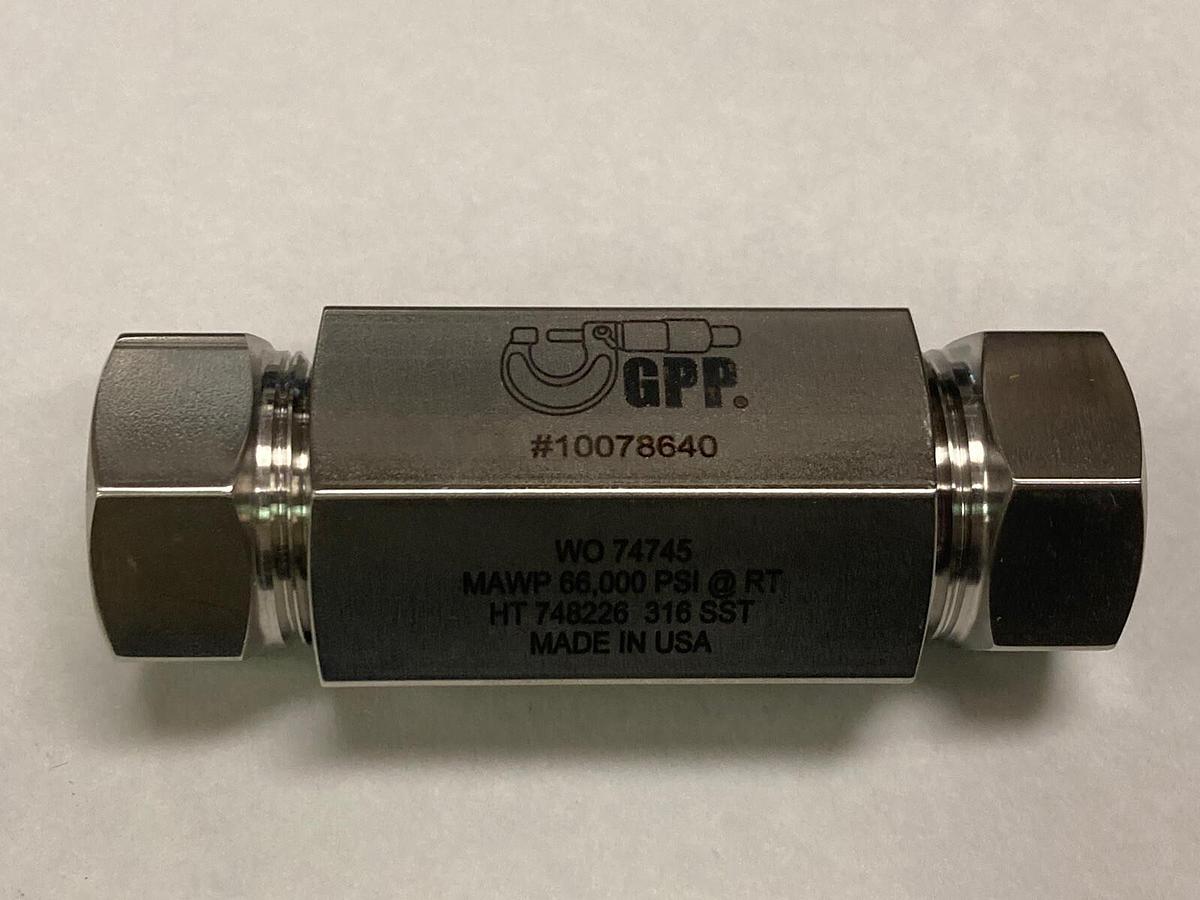 GPP®
#10078640
WO 74745
MAWP 66,000 PSI @ RT
HT 748226 316 SST
MADE IN USA